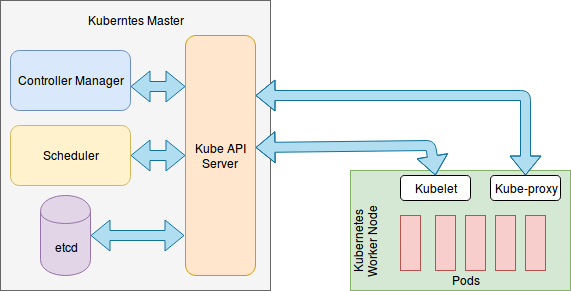 Kuberntes Master
Controller Manager
Scheduler
etcd
Kube API
Server
Kubelet
Kube-proxy
Kubernetes
Worker Node
Pods